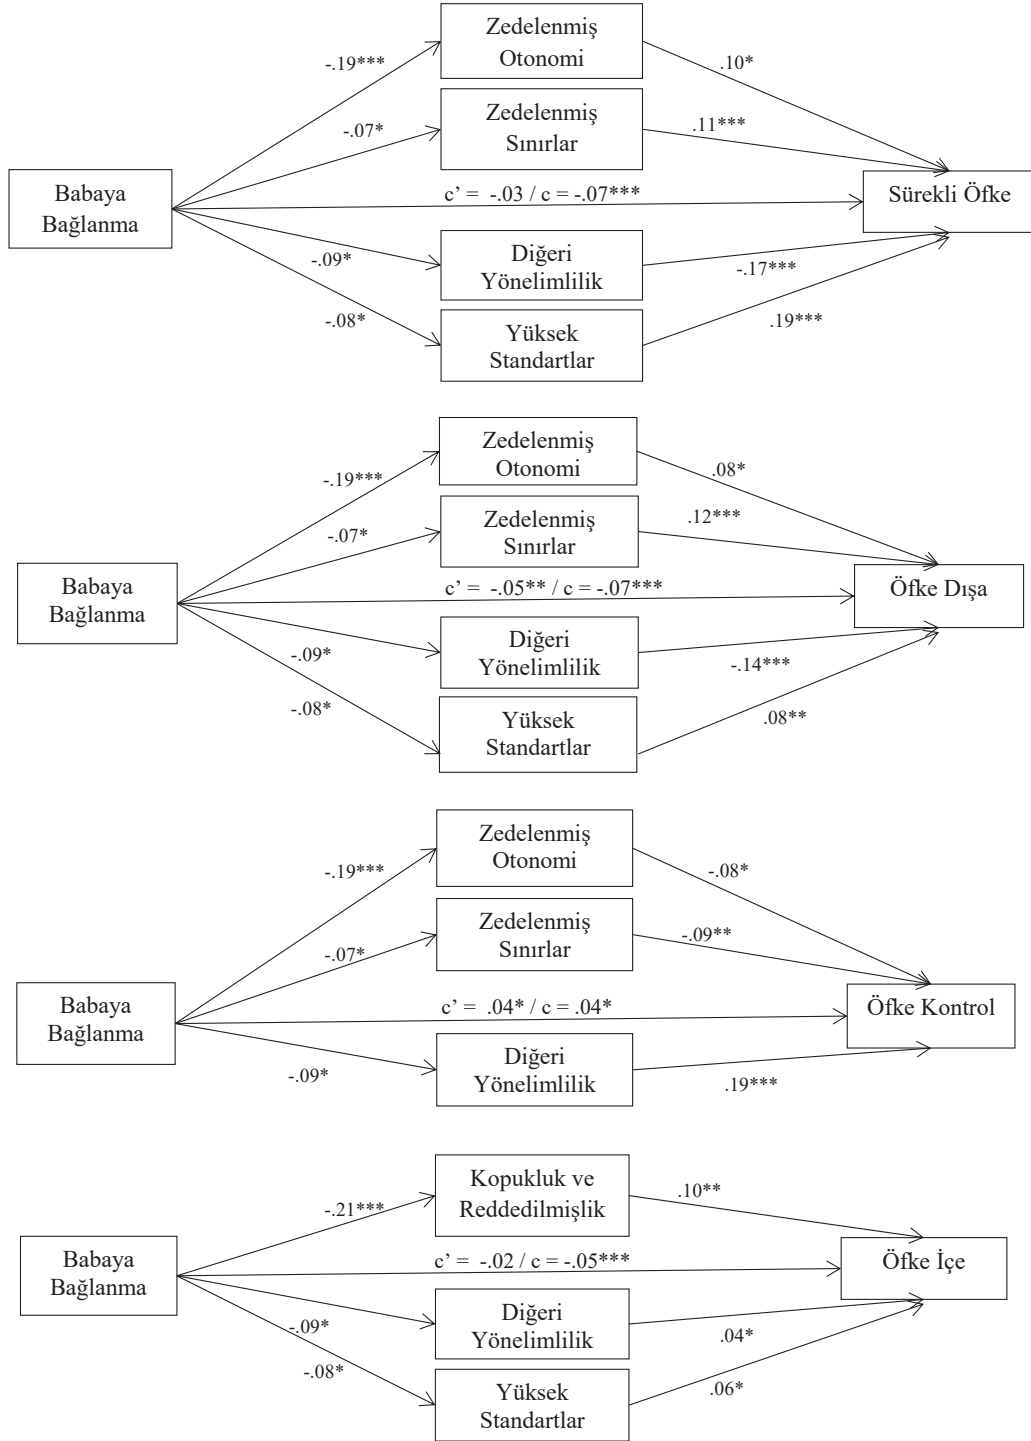 Zedelenmiş
Otonomi
-.19***
.10*
Zedelenmiş
Sınırlar
-.07*
.11***
Babaya
Bağlanma
c’ = -.03 / c = -.07***
Sürekli Öfke
Diğeri
Yönelimlilik
-.09*
-.17***
Yüksek
Standartlar
-.08*
.19***
Zedelenmiş
Otonomi
-.19***
.08*
Zedelenmiş
Sınırlar
-.07*
.12***
Babaya
Bağlanma
c’ = -.05** / c = -.07***
Öfke Dışa
Diğeri
Yönelimlilik
-.09*
-.14***
Yüksek
Standartlar
-.08*
.08**
Zedelenmiş
Otonomi
-.19***
-.08*
Zedelenmiş
Sınırlar
-.07*
-.09**
Babaya
Bağlanma
c’ = .04* / c = .04*
Öfke Kontrol
Diğeri
Yönelimlilik
-.09*
.19***
Kopukluk ve
Reddedilmişlik
-.21***
.10**
Babaya
Bağlanma
c’ = -.02 / c = -.05***
Öfke İçe
Diğeri
Yönelimlilik
-.09*
.04*
Yüksek
Standartlar
-.08*
.06*